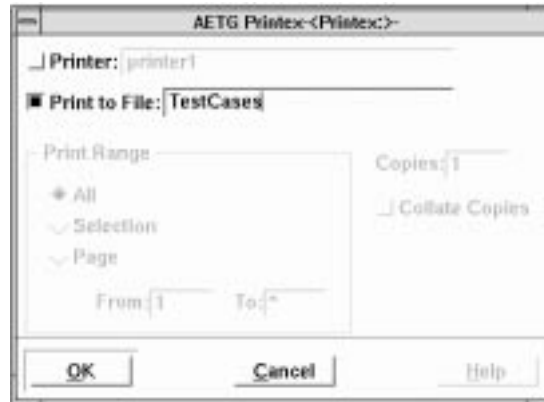 AETG Printex-<Printex:>-
Printer: printer1
Print to File: TestCases
Print Range
Copies: 1
All
Collate Copies
Selection
Page
From: 1 To: ^
OK Cancel Help